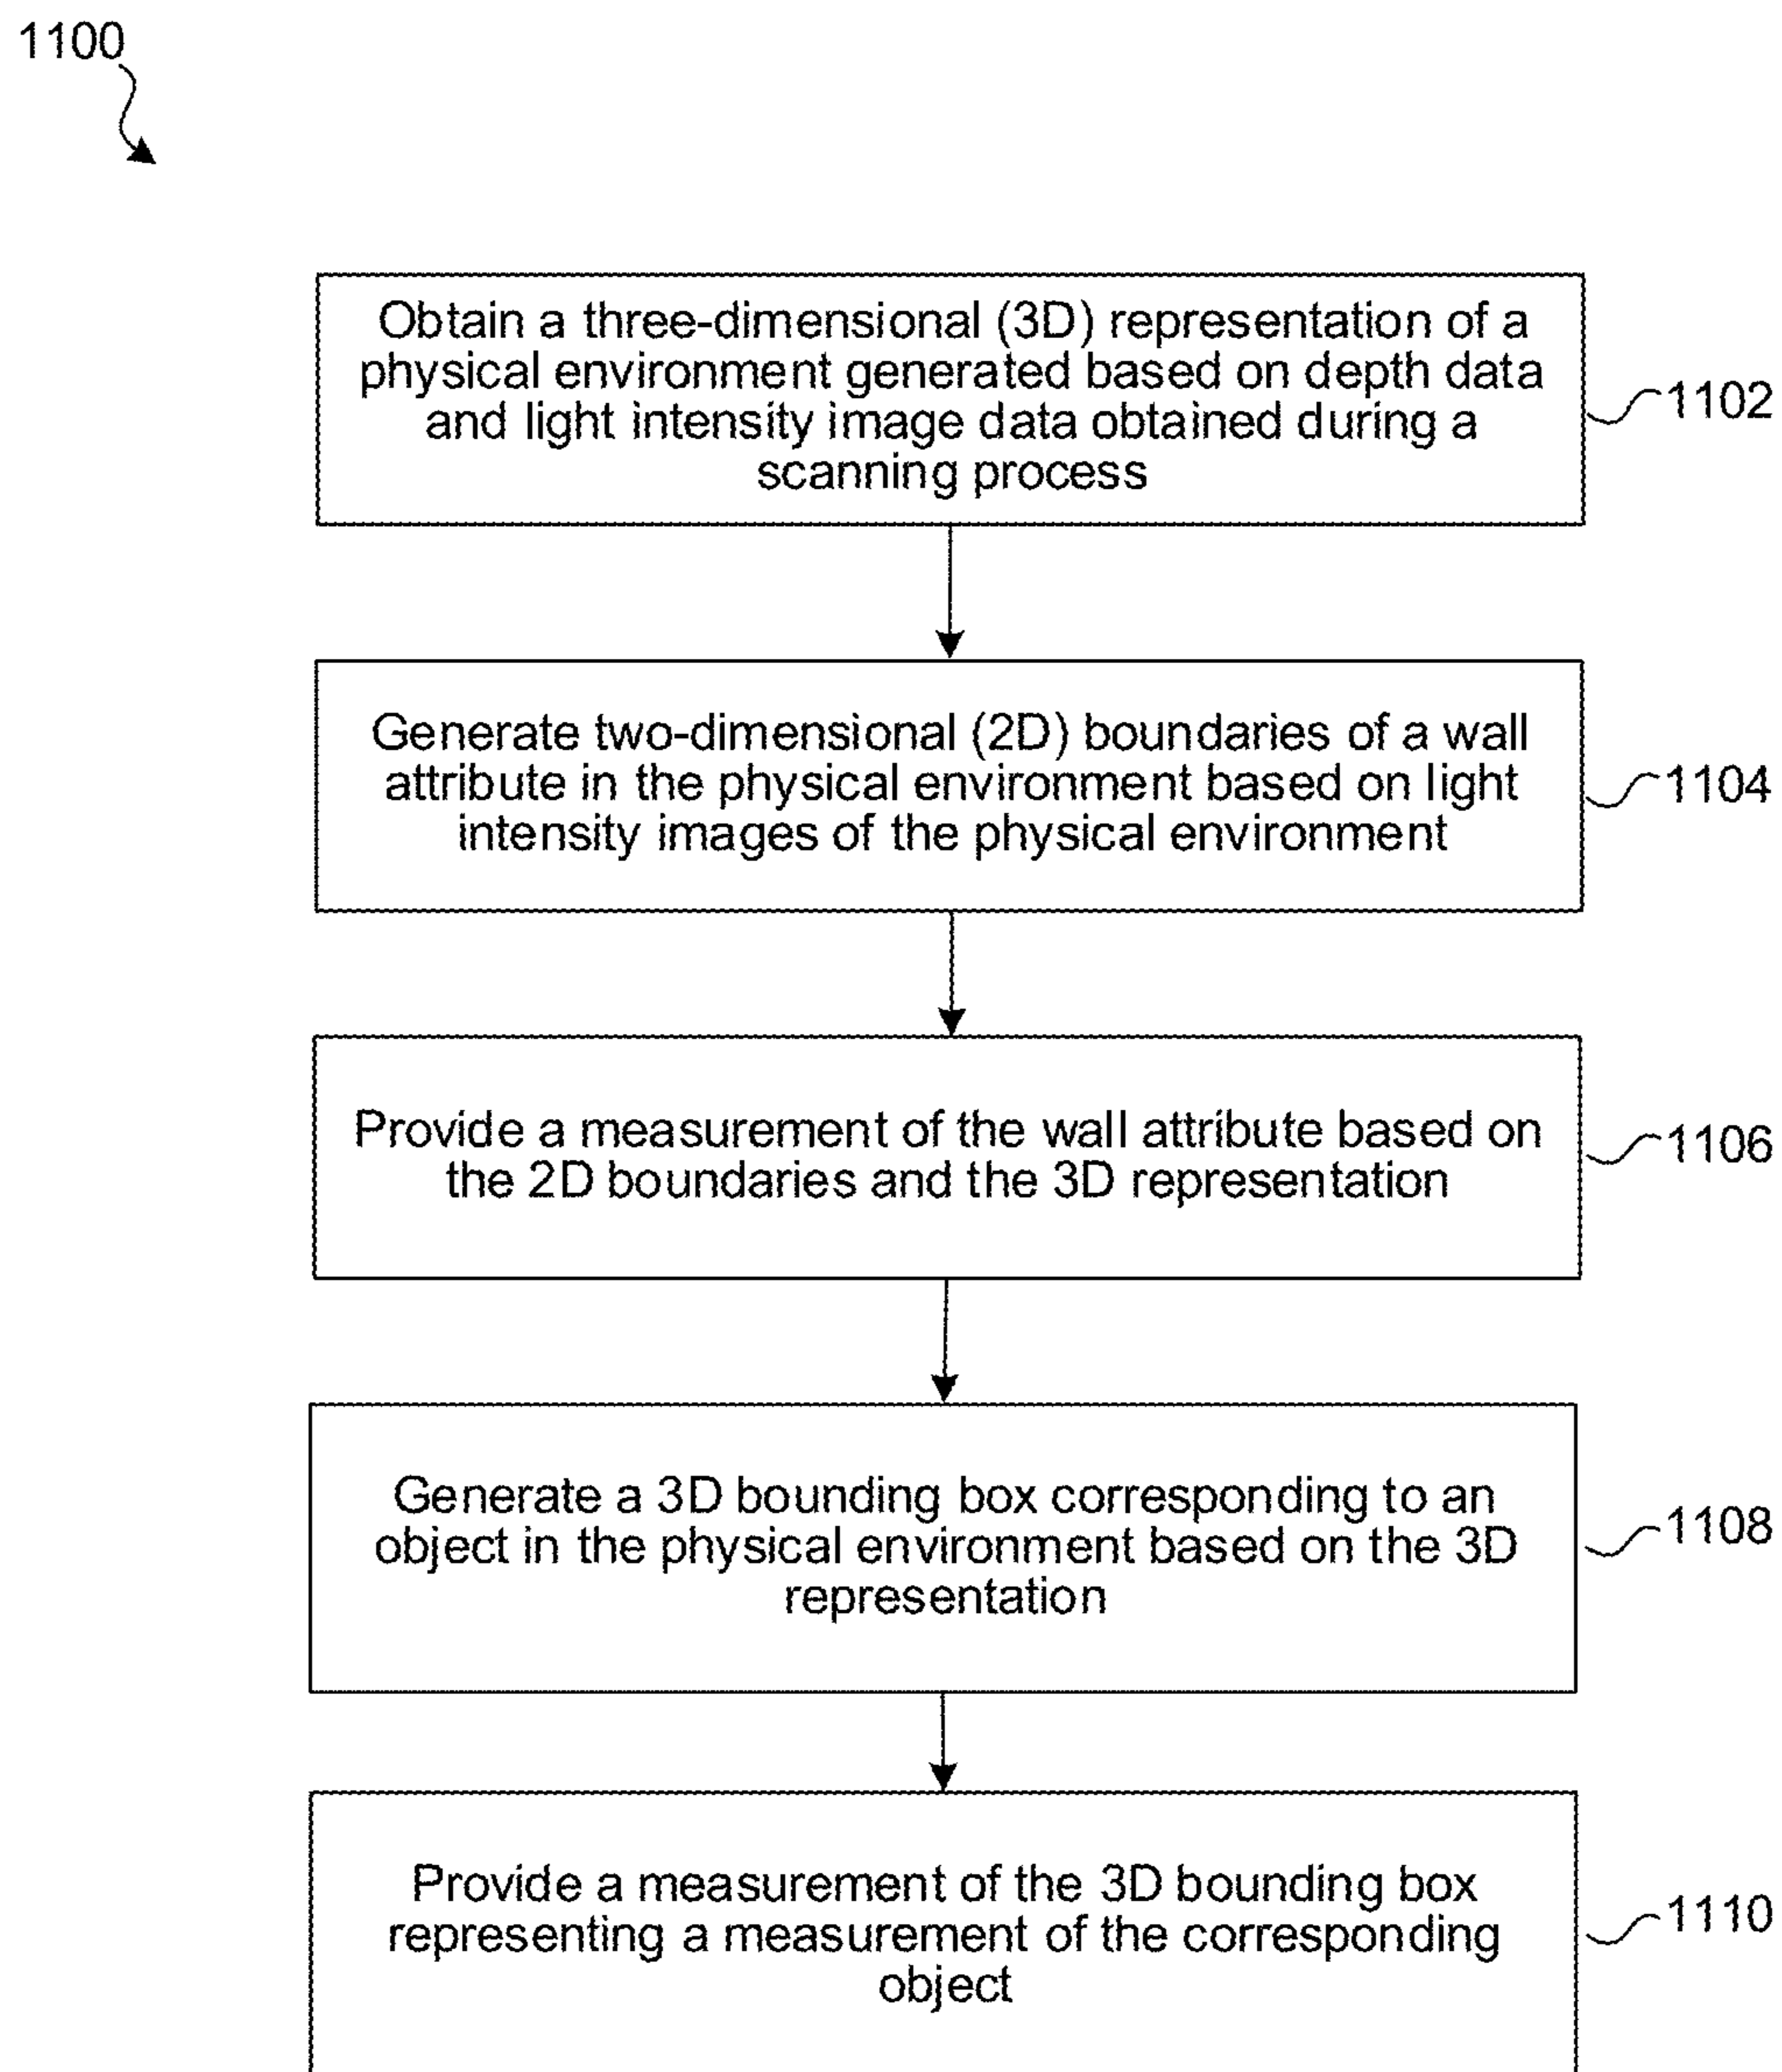 1100
Obtain a three-dimensional (3D) representation of a
physical environment generated based on depth data
and light intensity image data obtained during a
scanning process
1102
Generate two-dimensional (2D) boundaries of a wall
attribute in the physical environment based on light
intensity images of the physical environment
1104
Provide a measurement of the wall attribute based on
the 2D boundaries and the 3D representation
1106
Generate a 3D bounding box corresponding to an
object in the physical environment based on the 3D
representation
1108
Provide a measurement of the 3D bounding box
representing a measurement of the corresponding
object
1110